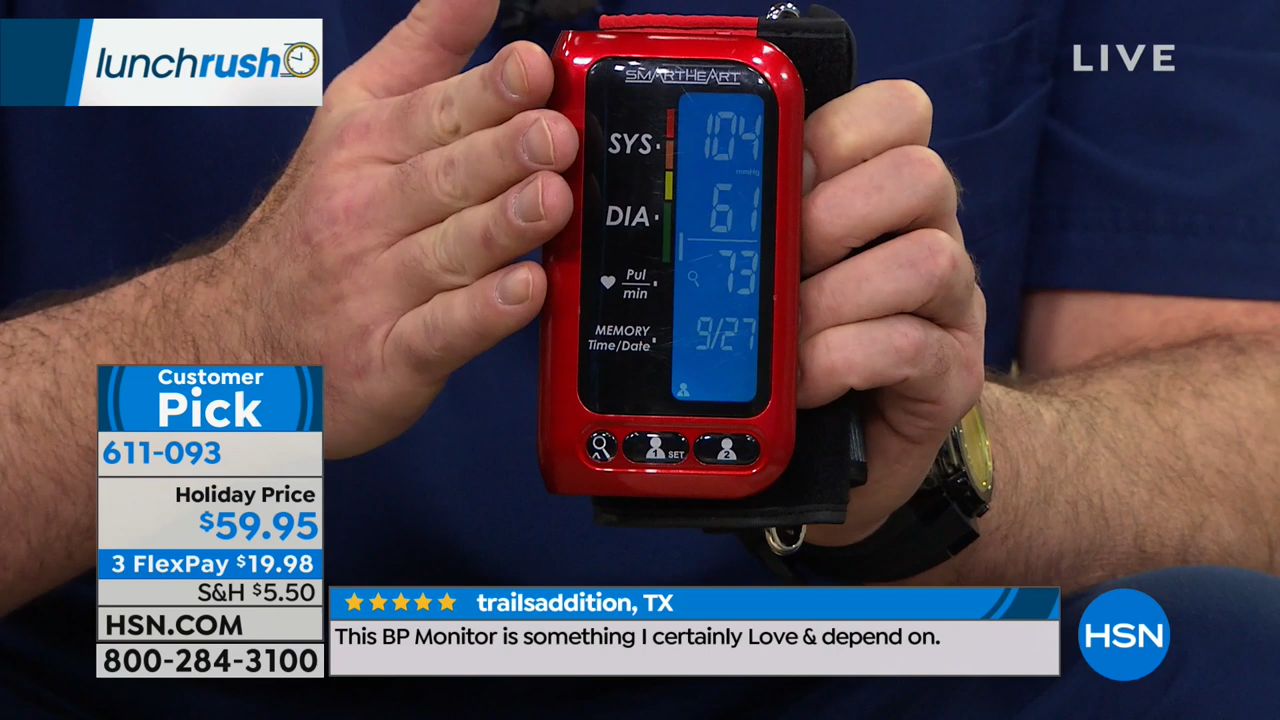 lunchrush
LIVE
SMARTHEART
SYS
104
mmHg
DIA
61
Pul
min
73
MEMORY
Time/Date
9/27
1
1 SET
2
Customer
Pick
611-093
Holiday Price
$59.95
3 FlexPay $19.98
S&H $5.50
HSN.COM
800-284-3100
trailsaddition, TX
This BP Monitor is something I certainly Love & depend on.
HSN